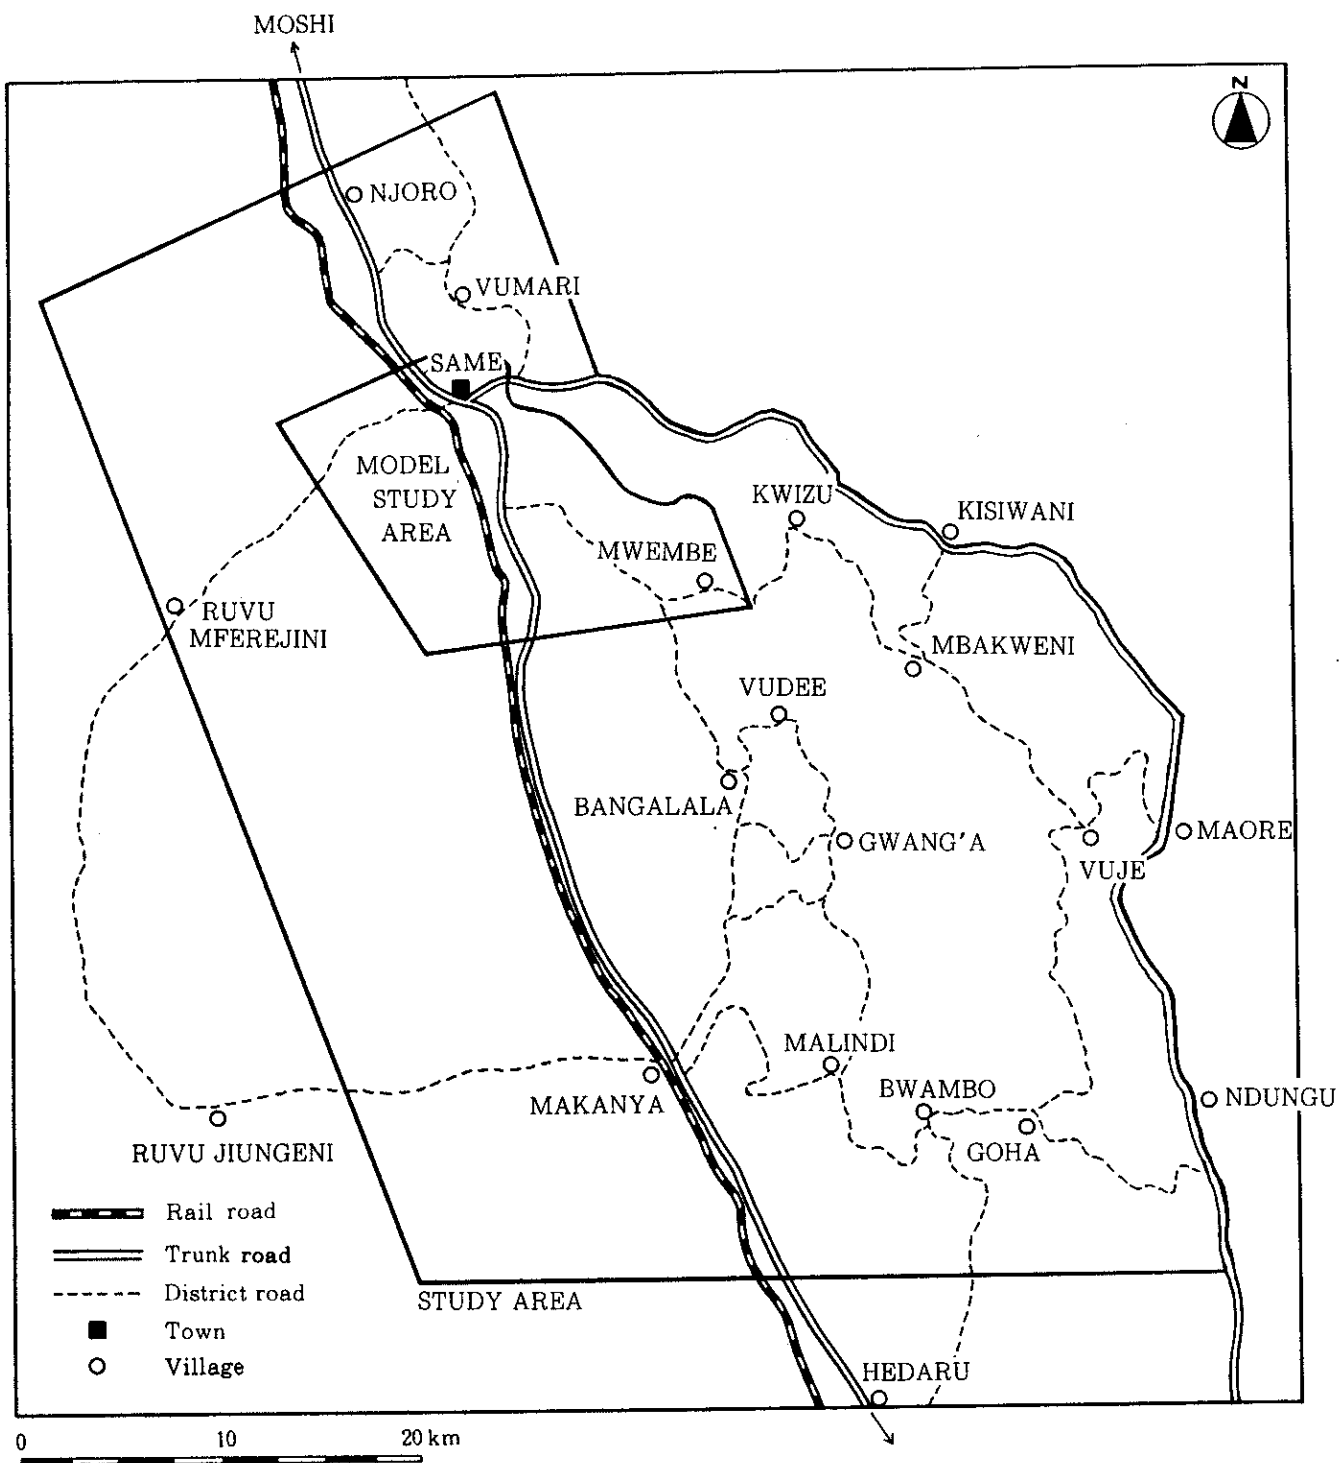 MOSHI
N
NJORO
VUMARI
SAME
MODEL
STUDY
AREA
KWIZU
KISIWANI
MWEMBE
RUVU
MFEREJINI
MBAKWENI
VUDEE
BANGALALA
GWANG'A
MAORE
VUJE
MALINDI
BWAMBO
MAKANYA
NDUNGU
GOHA
RUVU JIUNGENI
Rail road
Trunk road
District road
STUDY AREA
Town
Village
HEDARU
0 10 20 km